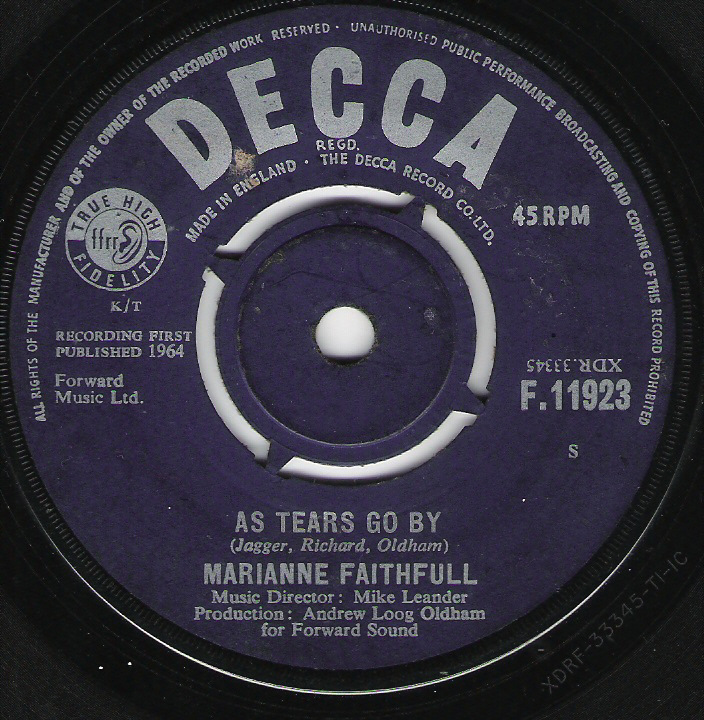 ALL RIGHTS OF THE MANUFACTURER AND OF THE OWNER OF THE RECORDED WORK RESERVED · UNAUTHORISED PUBLIC PERFORMANCE BROADCASTING AND COPYING OF THIS RECORD PROHIBITED
DECCA
REGD.
MADE IN ENGLAND · THE DECCA RECORD CO. LTD.
45 RPM
TRUE HIGH
ffrr
FIDELITY
K/T
RECORDING FIRST
PUBLISHED 1964
Forward
Music Ltd.
XDR.33345
F.11923
S
AS TEARS GO BY
(Jagger, Richard, Oldham)
MARIANNE FAITHFULL
Music Director: Mike Leander
Production: Andrew Loog Oldham
for Forward Sound
XDRF-33345-T1-1C